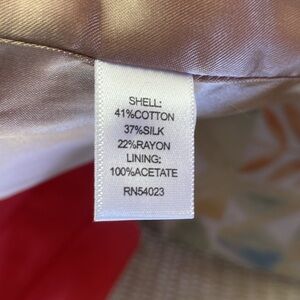 SHELL:
41%COTTON
37%SILK
22%RAYON
LINING:
100%ACETATE
RN54023